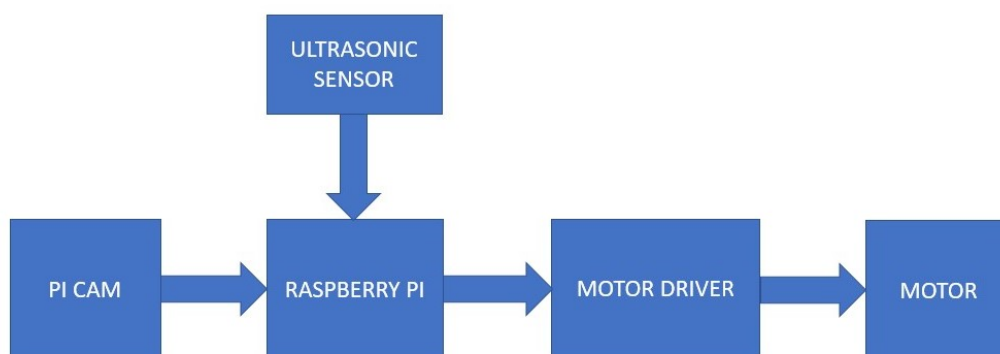 ULTRASONIC
SENSOR
PI CAM
RASPBERRY PI
MOTOR DRIVER
MOTOR